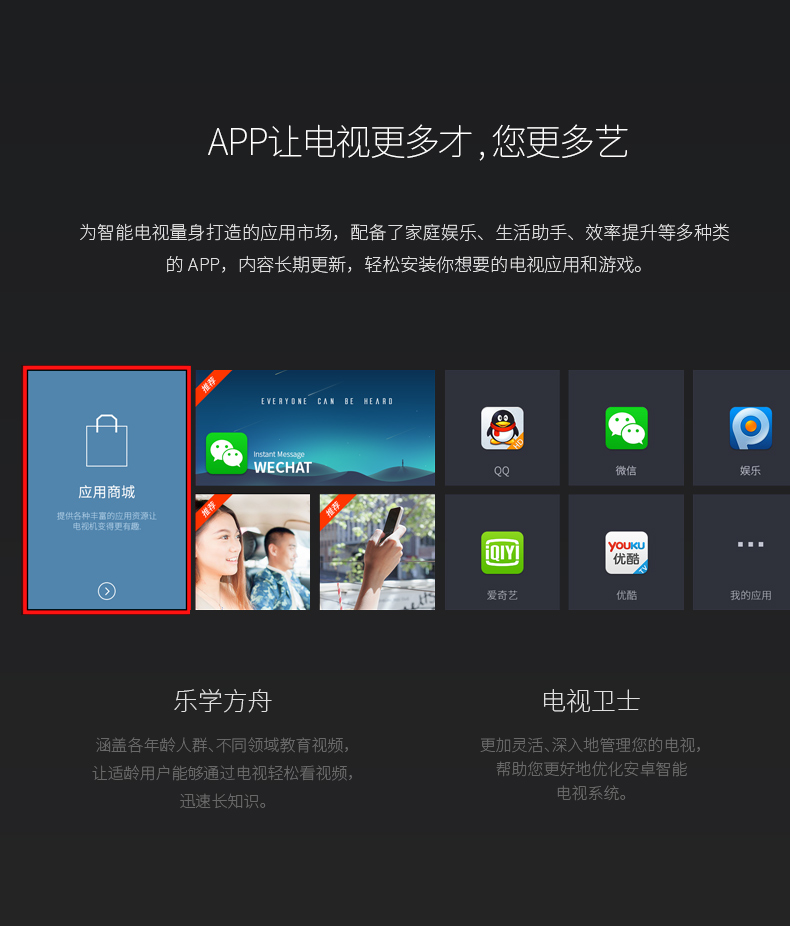 APP让电视更多才,您更多艺
为智能电视量身打造的应用市场，配备了家庭娱乐、生活助手、效率提升等多种类
的 APP，内容长期更新，轻松安装你想要的电视应用和游戏。
应用商城
提供各种丰富的应用资源让
电视机变得更有趣.
推荐
EVERYONE CAN BE HEARD
Instant Message
WECHAT
推荐
推荐
HD
QQ
微信
娱乐
iQIYI
爱奇艺
YOUKU
优酷
TV
优酷
我的应用
乐学方舟
涵盖各年龄人群、不同领域教育视频，
让适龄用户能够通过电视轻松看视频，
迅速长知识。
电视卫士
更加灵活、深入地管理您的电视，
帮助您更好地优化安卓智能
电视系统。